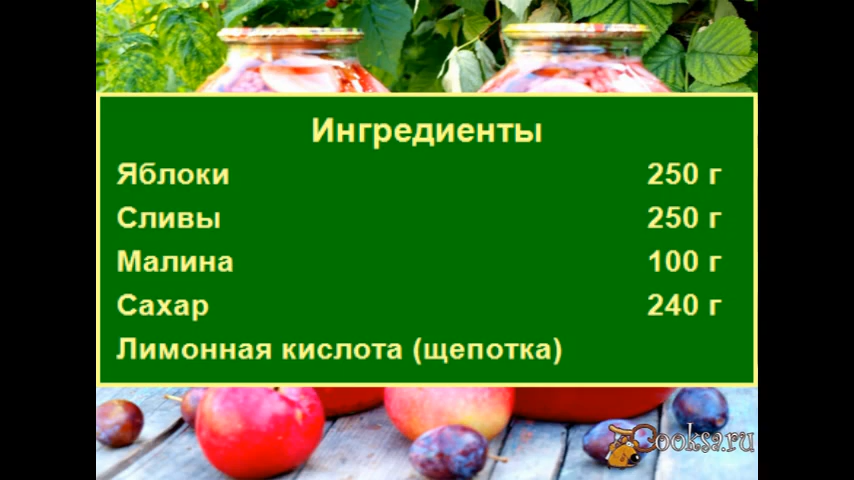 Ингредиенты
Яблоки 250 г
Сливы 250 г
Малина 100 г
Сахар 240 г
Лимонная кислота (щепотка)
Cooksa.ru